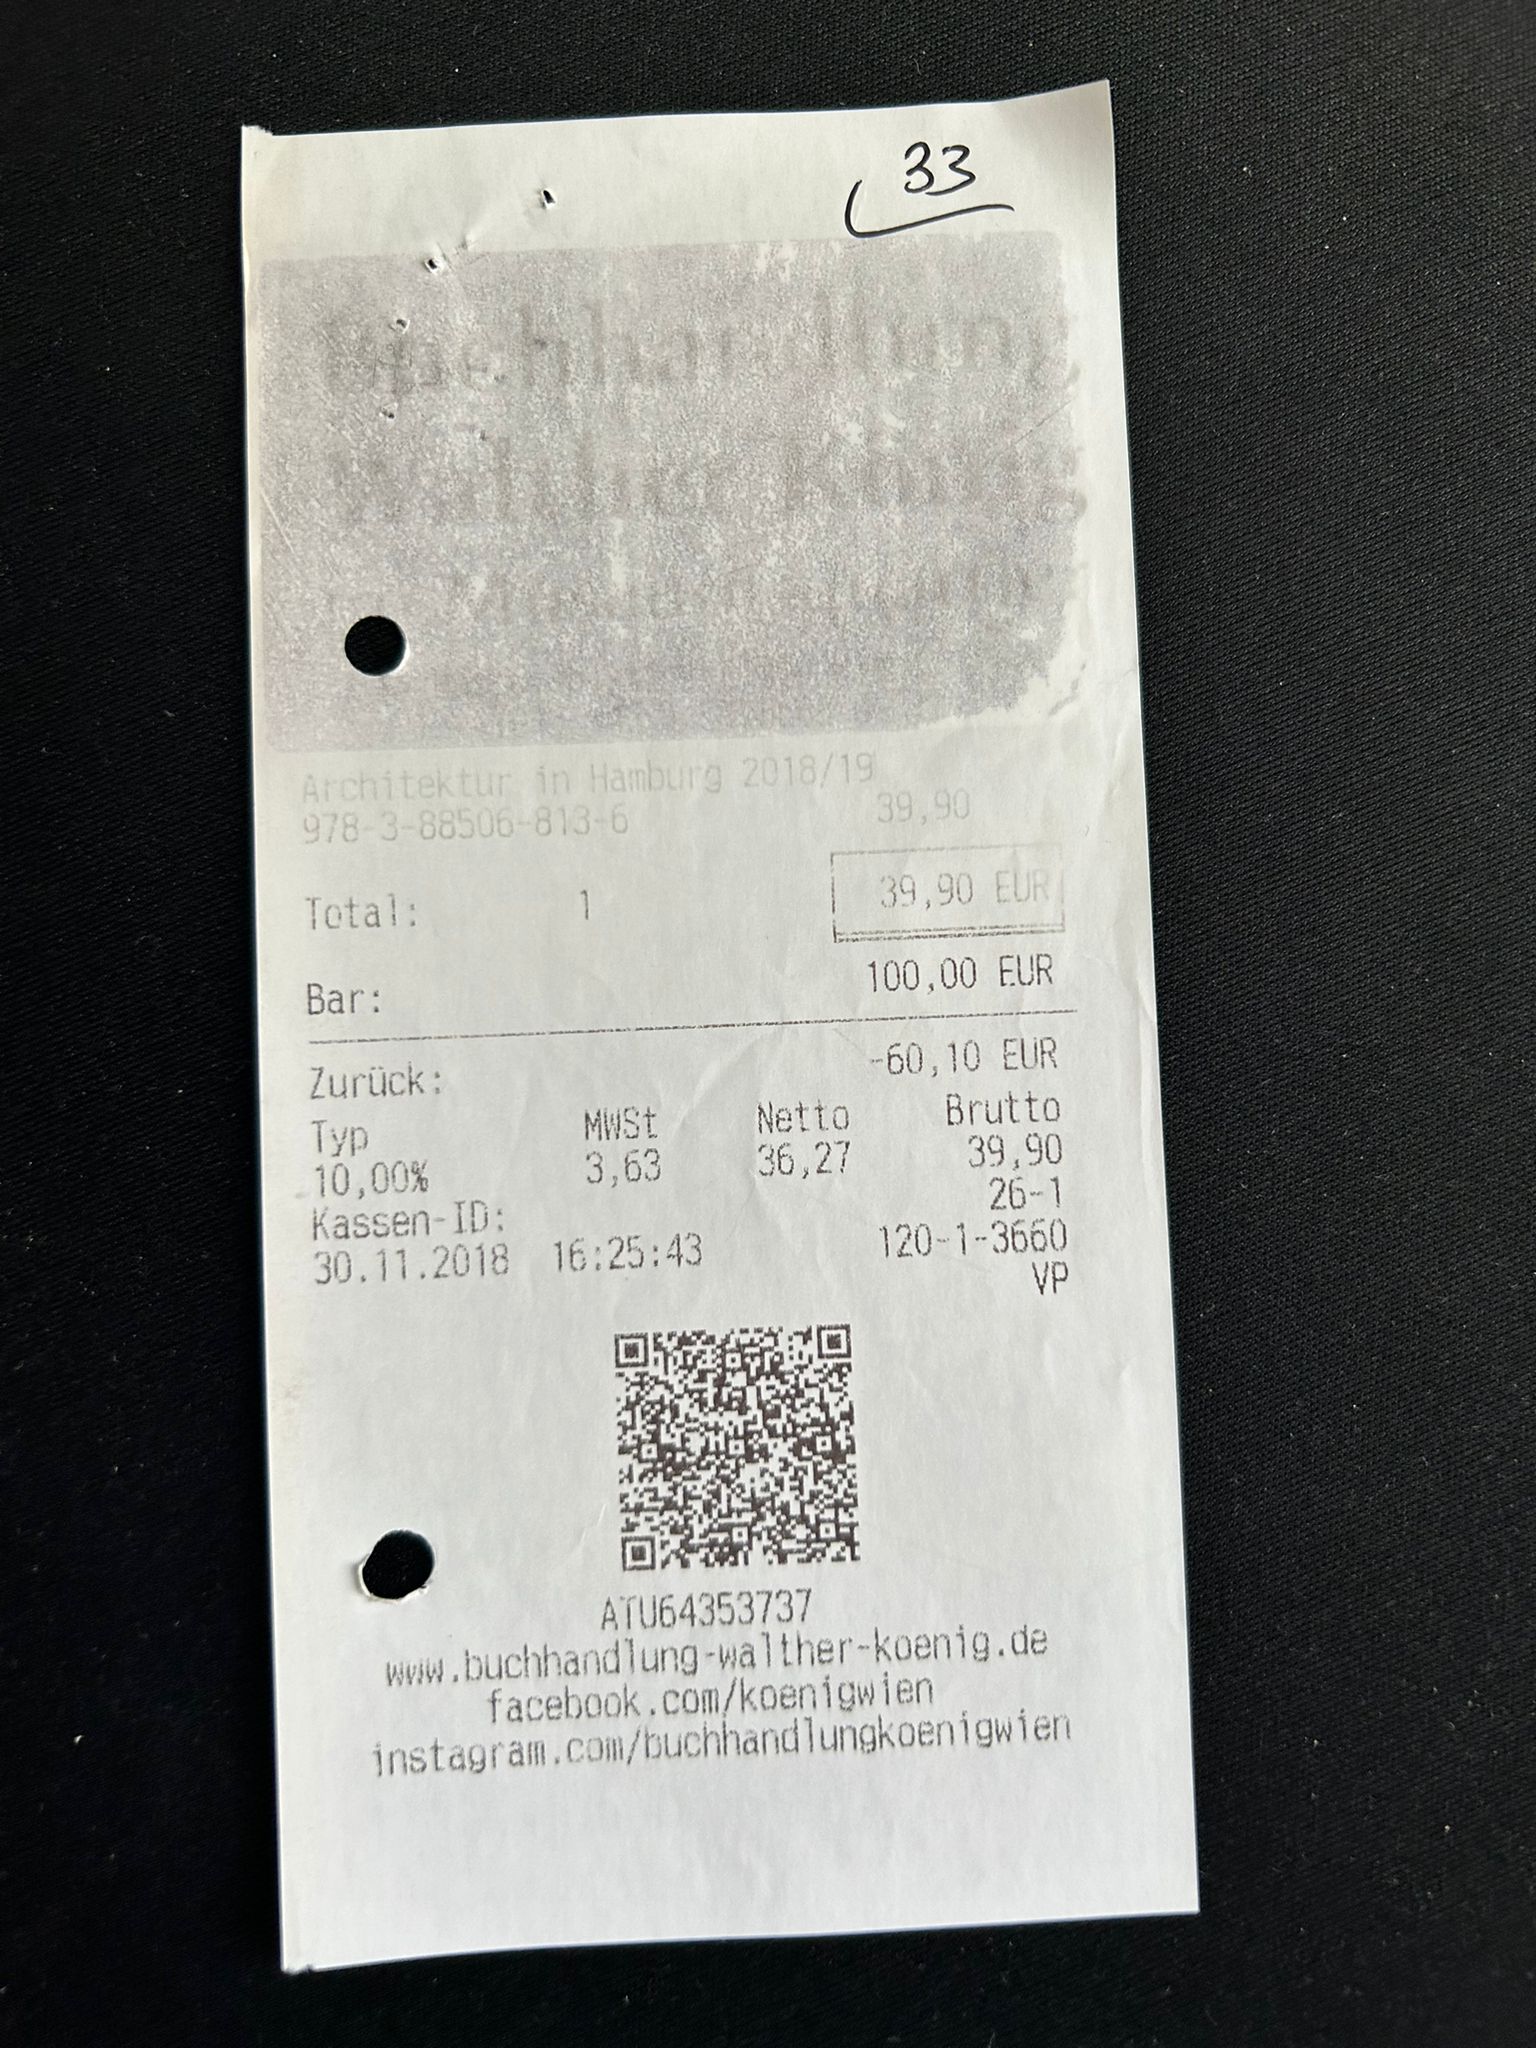 33
Buchhandlung
Walther König
Architektur in Hamburg 2018/19
978-3-88506-813-6 39,90
Total: 1 39,90 EUR
Bar: 100,00 EUR
Zurück: -60,10 EUR
Typ MWSt Netto Brutto
10,00% 3,63 36,27 39,90
Kassen-ID: 26-1
30.11.2018 16:25:43 120-1-3660
VP
ATU64353737
www.buchhandlung-walther-koenig.de
facebook.com/koenigwien
instagram.com/buchhandlungkoenigwien